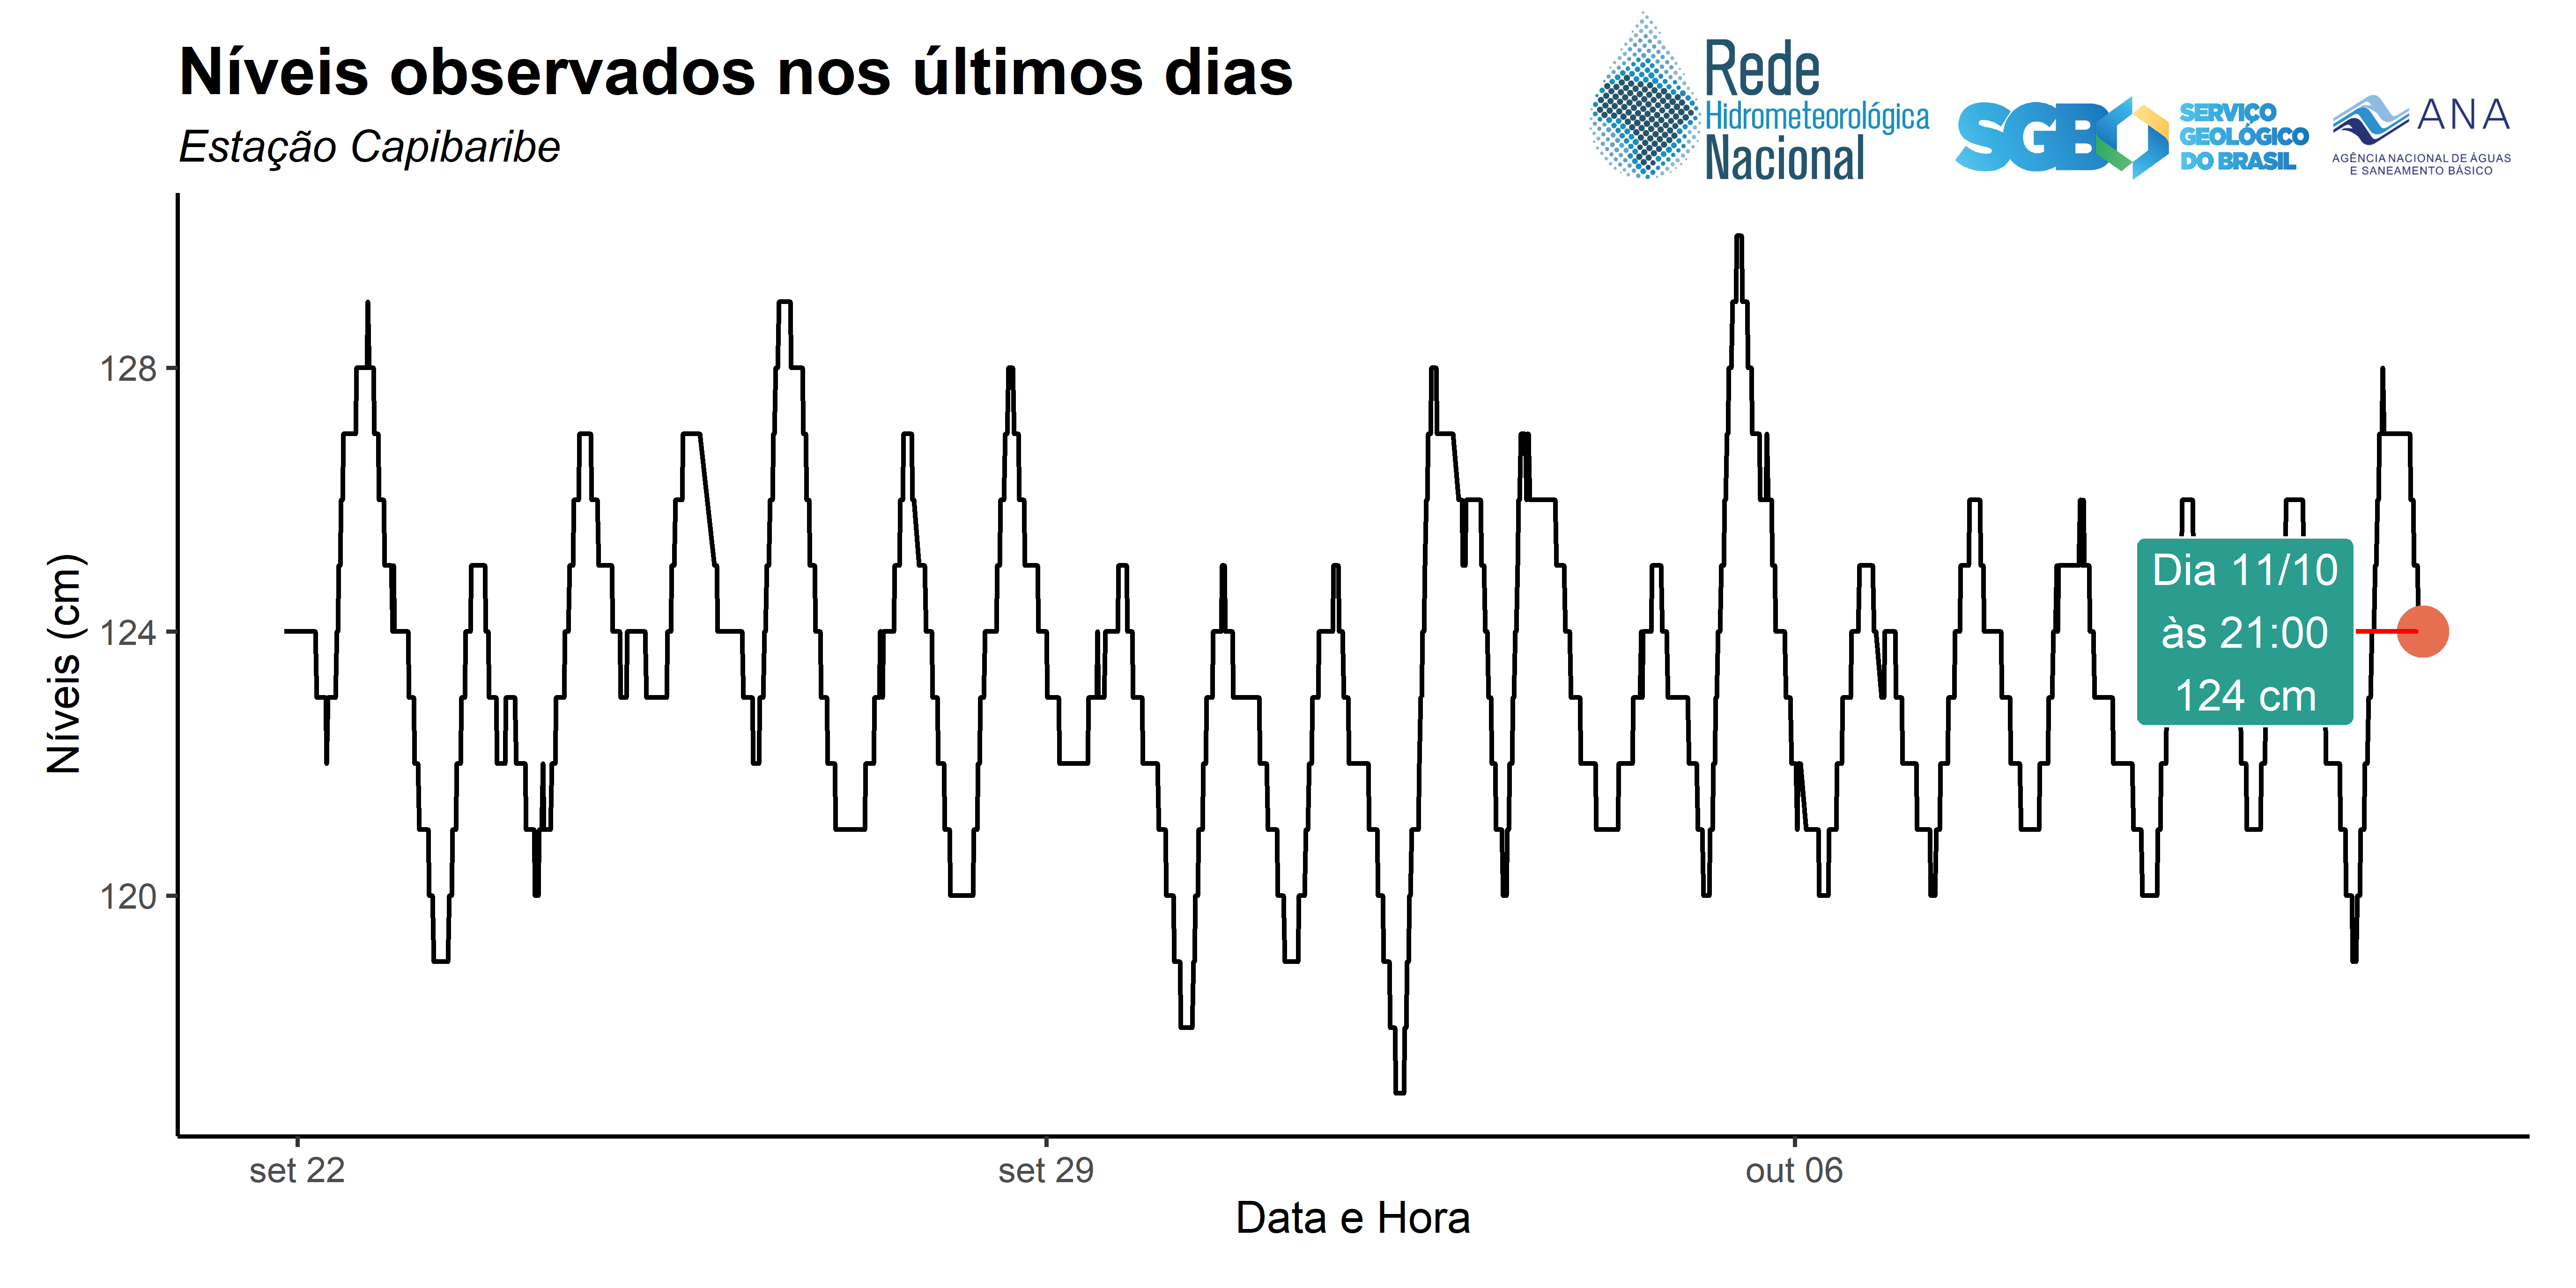 Níveis observados nos últimos dias
Estação Capibaribe
Rede
Hidrometeorológica
Nacional
SGB
SERVIÇO
GEOLÓGICO
DO BRASIL
ANA
AGÊNCIA NACIONAL DE ÁGUAS
E SANEAMENTO BÁSICO
Níveis (cm)
128
124
120
Dia 11/10
às 21:00
124 cm
set 22
set 29
out 06
Data e Hora